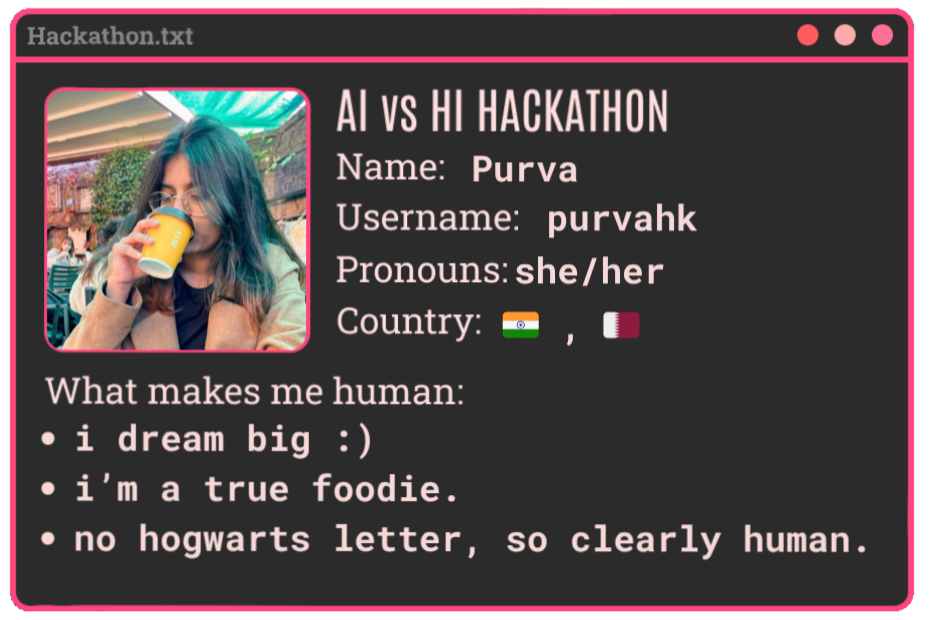 Hackathon.txt
AI vs HI HACKATHON
Name: Purva
Username: purvahk
Pronouns: she/her
Country: 🇮🇳 , 🇶🇦
What makes me human:
• i dream big :)
• i'm a true foodie.
• no hogwarts letter, so clearly human.